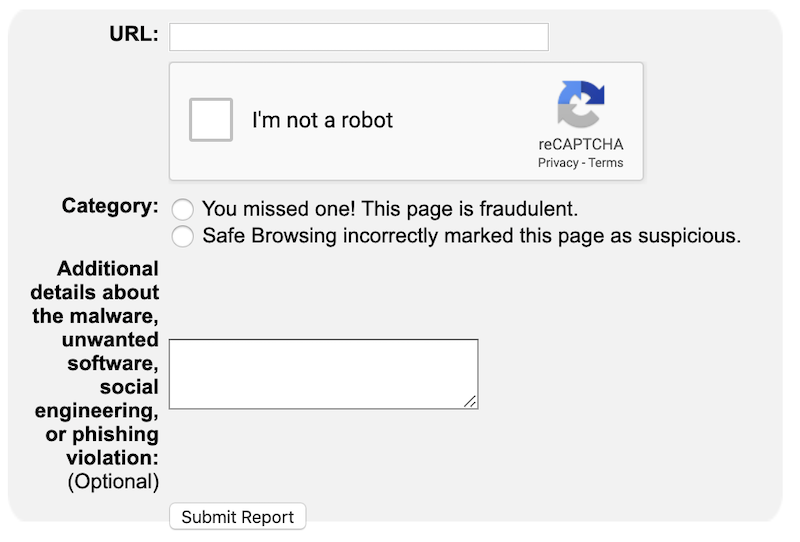 URL:
I'm not a robot
reCAPTCHA
Privacy - Terms
Category:
You missed one! This page is fraudulent.
Safe Browsing incorrectly marked this page as suspicious.
Additional
details about
the malware,
unwanted
software,
social
engineering,
or phishing
violation:
(Optional)
Submit Report